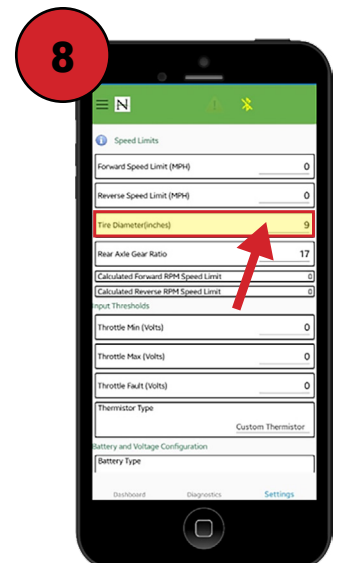 8
N
Speed Limits
Forward Speed Limit (MPH) 0
Reverse Speed Limit (MPH) 0
Tire Diameter(inches) 9
Rear Axle Gear Ratio 17
Calculated Forward RPM Speed Limit 0
Calculated Reverse RPM Speed Limit 0
nput Thresholds
Throttle Min (Volts) 0
Throttle Max (Volts) 0
Throttle Fault (Volts) 0
Thermistor Type
Custom Thermistor
Battery and Voltage Configuration
Battery Type
Dashboard Diagnostics Settings